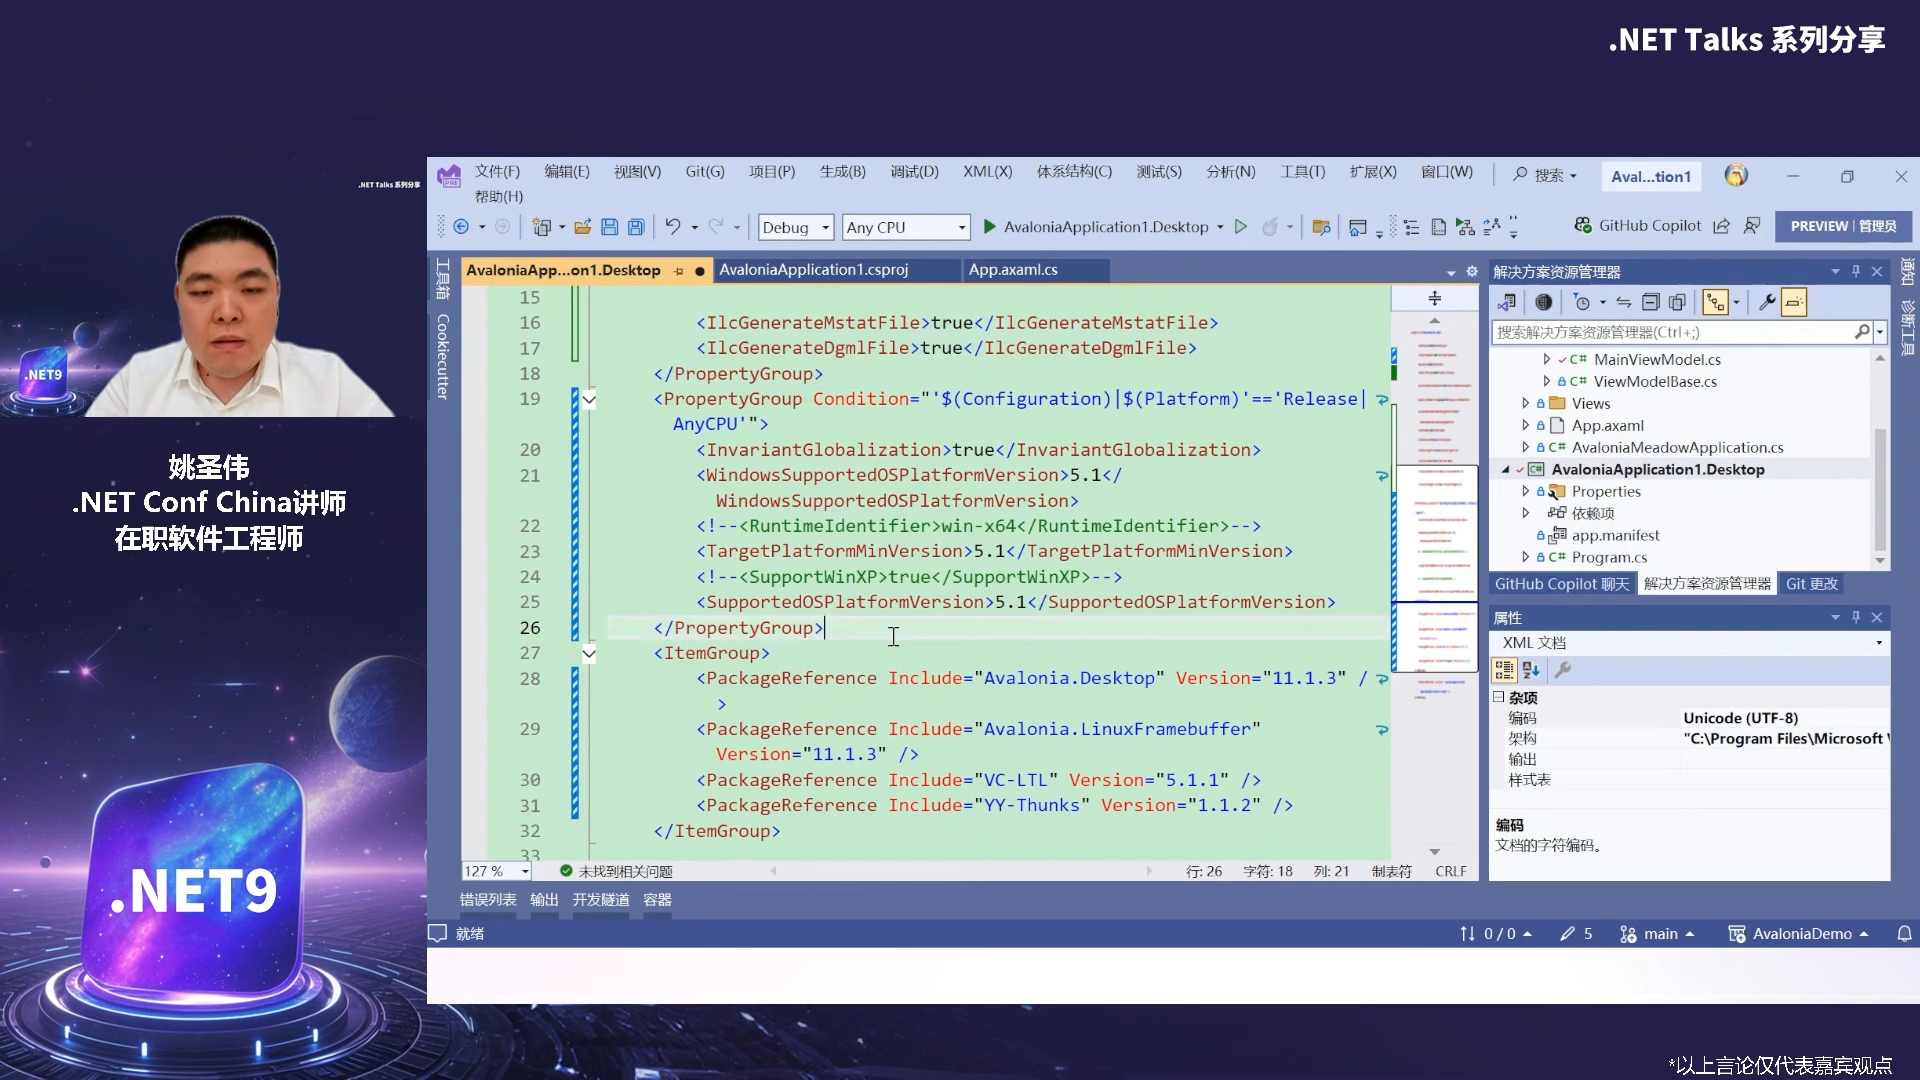 .NET Talks 系列分享
.NET Talks 系列分享
.NET9
姚圣伟
.NET Conf China讲师
在职软件工程师
.NET9
文件(F) 编辑(E) 视图(V) Git(G) 项目(P) 生成(B) 调试(D) XML(X) 体系结构(C) 测试(S) 分析(N) 工具(T) 扩展(X) 窗口(W) 搜索 Aval...tion1
帮助(H)
Debug Any CPU AvaloniaApplication1.Desktop GitHub Copilot PREVIEW | 管理员
工具箱 Cookiecutter
AvaloniaApp...on1.Desktop AvaloniaApplication1.csproj App.axaml.cs
15
16 <IlcGenerateMstatFile>true</IlcGenerateMstatFile>
17 <IlcGenerateDgmlFile>true</IlcGenerateDgmlFile>
18 </PropertyGroup>
19 <PropertyGroup Condition="'$(Configuration)|$(Platform)'=='Release|
AnyCPU'">
20 <InvariantGlobalization>true</InvariantGlobalization>
21 <WindowsSupportedOSPlatformVersion>5.1</
WindowsSupportedOSPlatformVersion>
22 <!--<RuntimeIdentifier>win-x64</RuntimeIdentifier>-->
23 <TargetPlatformMinVersion>5.1</TargetPlatformMinVersion>
24 <!--<SupportWinXP>true</SupportWinXP>-->
25 <SupportedOSPlatformVersion>5.1</SupportedOSPlatformVersion>
26 </PropertyGroup>
27 <ItemGroup>
28 <PackageReference Include="Avalonia.Desktop" Version="11.1.3" /
>
29 <PackageReference Include="Avalonia.LinuxFramebuffer"
Version="11.1.3" />
30 <PackageReference Include="VC-LTL" Version="5.1.1" />
31 <PackageReference Include="YY-Thunks" Version="1.1.2" />
32 </ItemGroup>
33
127 % 未找到相关问题 行: 26 字符: 18 列: 21 制表符 CRLF
错误列表 输出 开发隧道 容器
就绪 0 / 0 5 main AvaloniaDemo
解决方案资源管理器
搜索解决方案资源管理器(Ctrl+;)
C# MainViewModel.cs
C# ViewModelBase.cs
Views
App.axaml
C# AvaloniaMeadowApplication.cs
C# AvaloniaApplication1.Desktop
Properties
依赖项
app.manifest
C# Program.cs
GitHub Copilot 聊天 解决方案资源管理器 Git 更改
属性
XML 文档
杂项
编码 Unicode (UTF-8)
架构 "C:\Program Files\Microsoft
输出
样式表
编码
文档的字符编码。
通知 诊断工具
*以上言论仅代表嘉宾观点